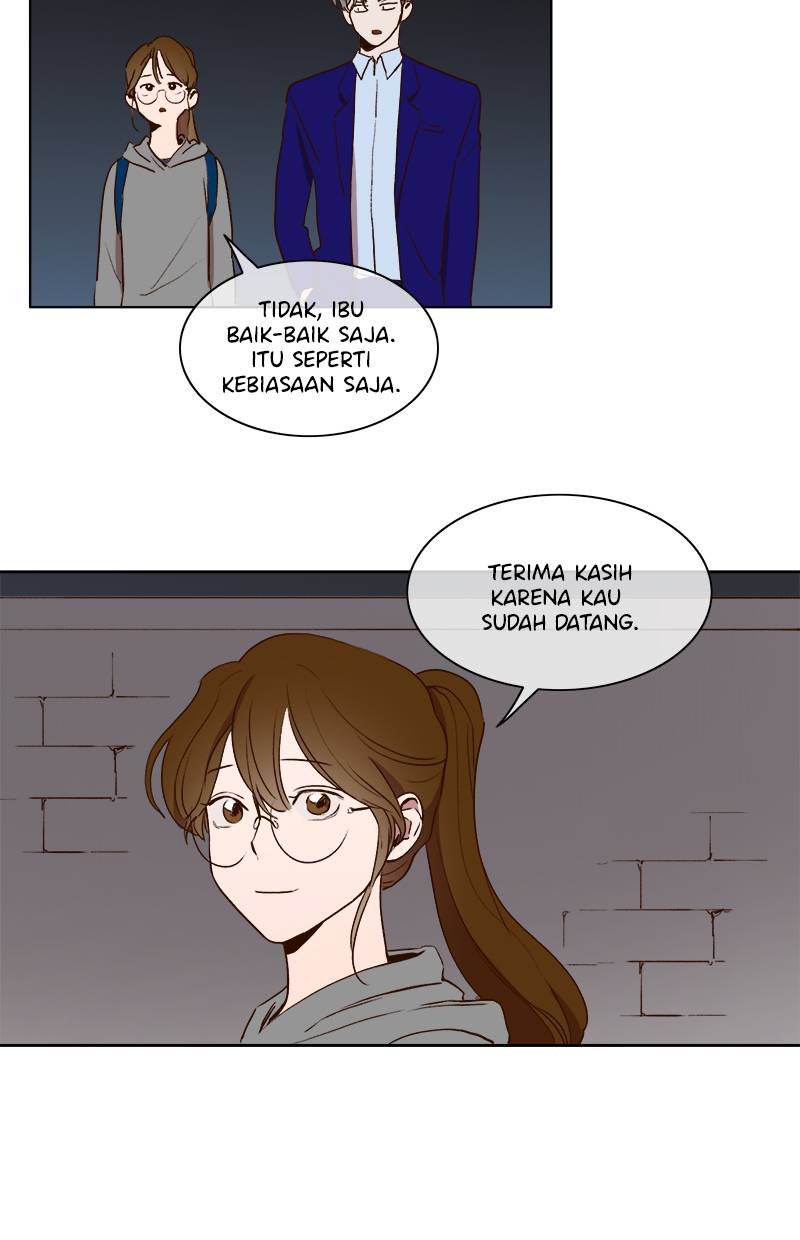 TIDAK, IBU
BAIK-BAIK SAJA.
ITU SEPERTI
KEBIASAAN SAJA.
TERIMA KASIH
KARENA KAU
SUDAH DATANG.